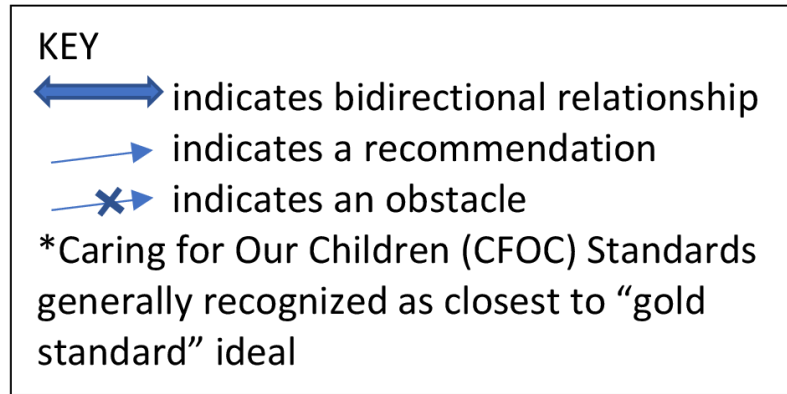 KEY
indicates bidirectional relationship
indicates a recommendation
indicates an obstacle
*Caring for Our Children (CFOC) Standards
generally recognized as closest to “gold
standard” ideal